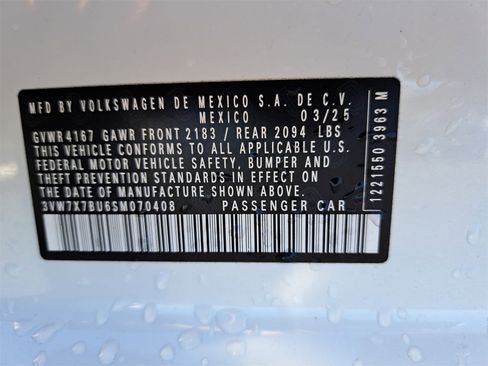 MFD BY VOLKSWAGEN DE MEXICO S.A. DE C.V.
MEXICO 03/25
GVWR4167 GAWR FRONT 2183 / REAR 2094 LBS
THIS VEHICLE CONFORMS TO ALL APPLICABLE U.S.
FEDERAL MOTOR VEHICLE SAFETY, BUMPER AND
THEFT PREVENTION STANDARDS IN EFFECT ON
THE DATE OF MANUFACTURE SHOWN ABOVE.
3VW7X7BU6SM070408 PASSENGER CAR
1221550 3963 M